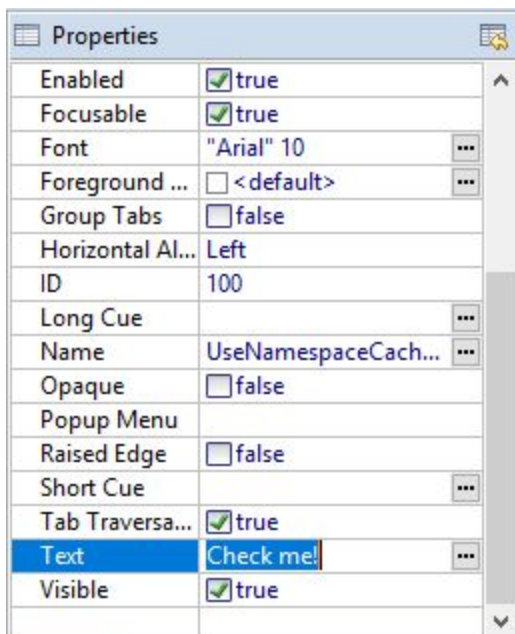 Properties
Enabled true
Focusable true
Font "Arial" 10 ...
Foreground ... <default> ...
Group Tabs false
Horizontal Al... Left
ID 100
Long Cue ...
Name UseNamespaceCach... ...
Opaque false
Popup Menu
Raised Edge false
Short Cue ...
Tab Traversa... true
Text Check me! ...
Visible true